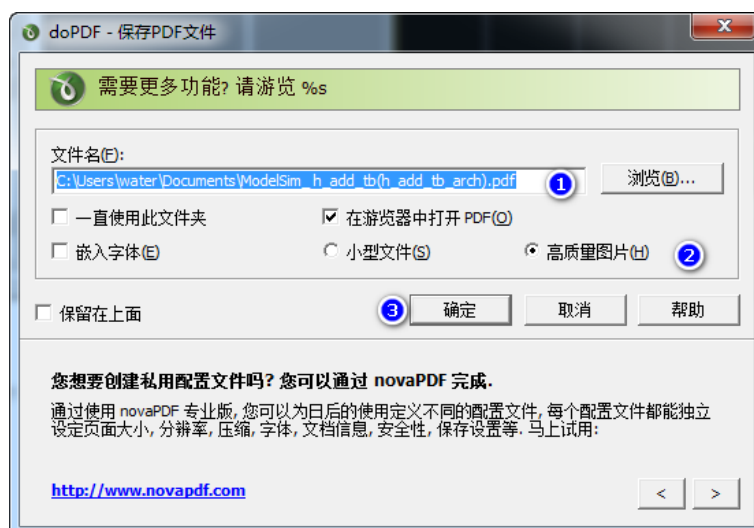 doPDF - 保存PDF文件
需要更多功能? 请游览 %s
文件名(F):
C:\Users\water\Documents\ModelSim_h_add_tb(h_add_tb_arch).pdf
1
浏览(B)...
一直使用此文件夹
在游览器中打开 PDF(O)
嵌入字体(E)
小型文件(S)
高质量图片(H)
2
保留在上面
3
确定
取消
帮助
您想要创建私用配置文件吗? 您可以通过 novaPDF 完成.
通过使用 novaPDF 专业版, 您可以为日后的使用定义不同的配置文件, 每个配置文件都能独立
设定页面大小, 分辨率, 压缩, 字体, 文档信息, 安全性, 保存设置等. 马上试用:
http://www.novapdf.com
<
>